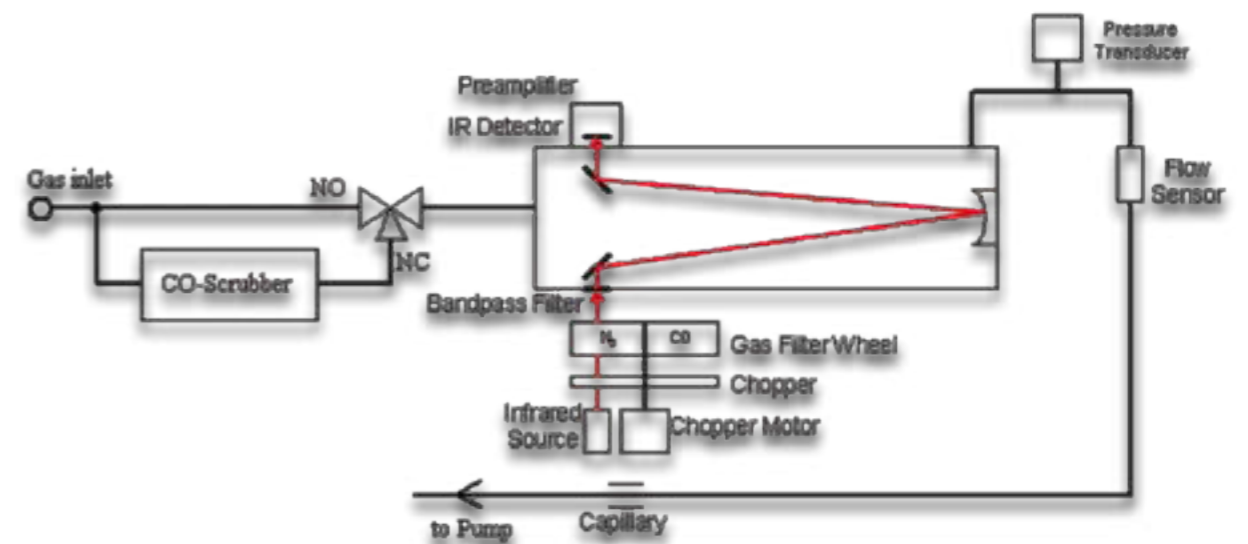 Pressure
Transducer
Preamplifier
IR Detector
Gas inlet
NO
Flow
Sensor
NC
CO-Scrubber
Bandpass Filter
N₂
CO
Gas Filter Wheel
Chopper
Infrared
Source
Chopper Motor
to Pump
Capillary